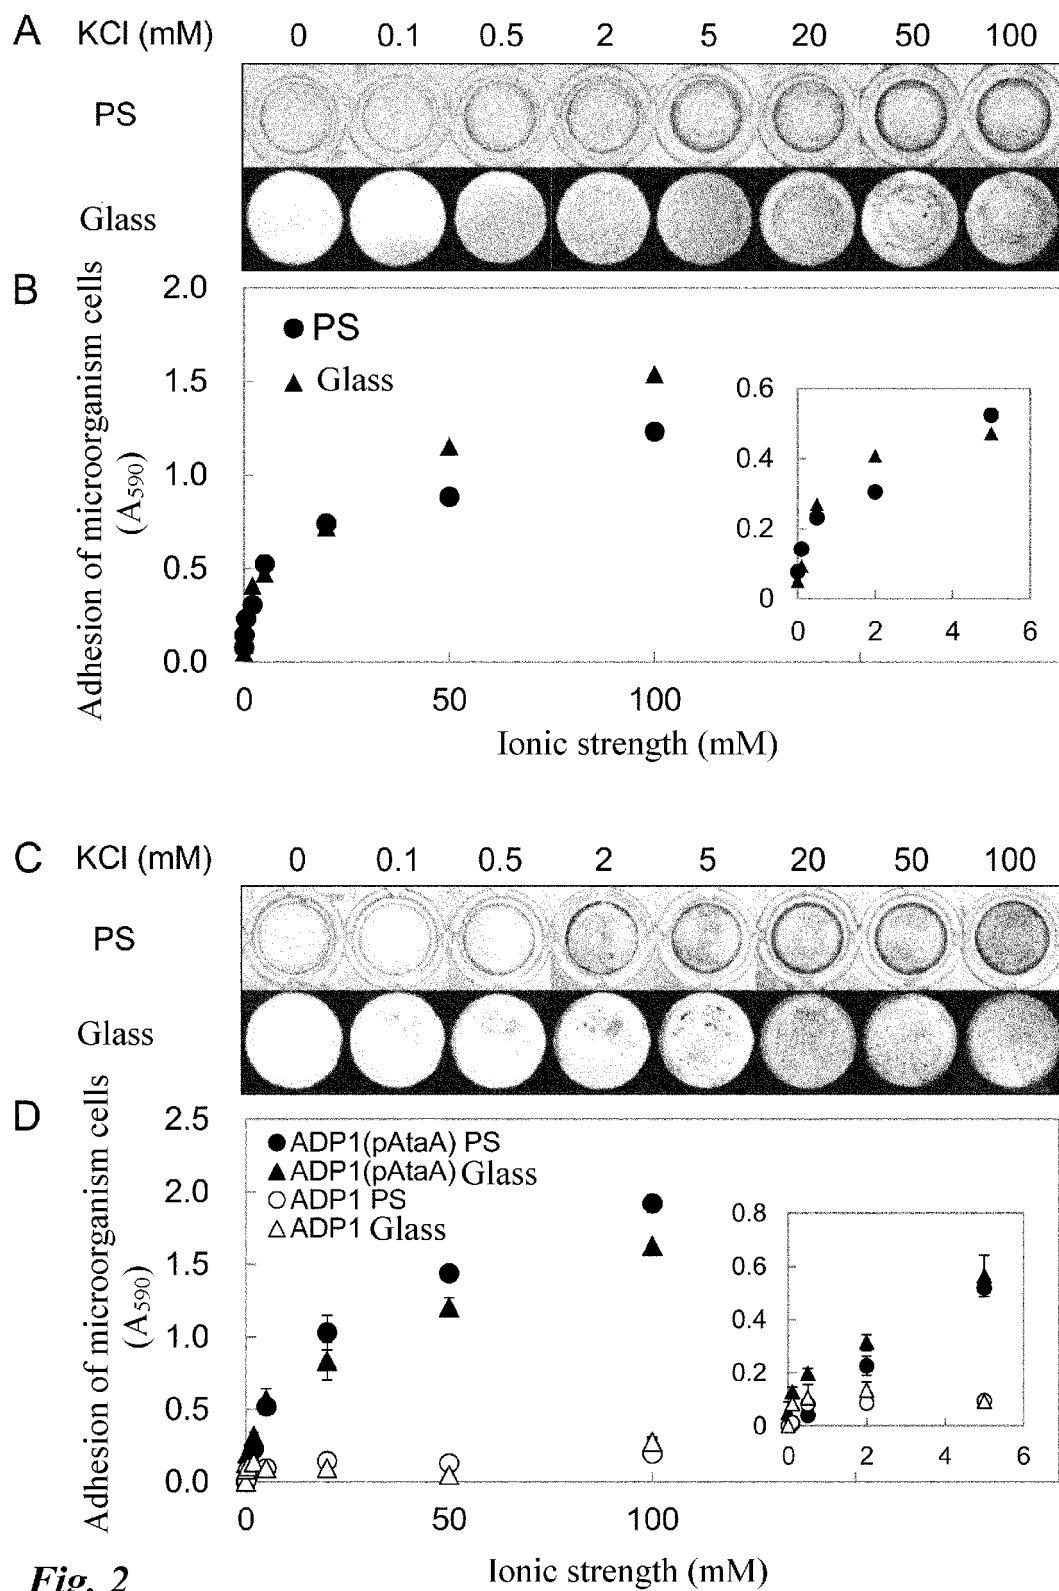 A KCl (mM) 0 0.1 0.5 2 5 20 50 100
PS
Glass
B
Adhesion of microorganism cells
(A590)
2.0
1.5
1.0
0.5
0.0
PS
Glass
0.6
0.4
0.2
0
0 2 4 6
0 50 100
Ionic strength (mM)
C KCl (mM) 0 0.1 0.5 2 5 20 50 100
PS
Glass
D
Adhesion of microorganism cells
(A590)
2.5
2.0
1.5
1.0
0.5
0.0
ADP1(pAtaA) PS
ADP1(pAtaA) Glass
ADP1 PS
ADP1 Glass
0.8
0.6
0.4
0.2
0
0 2 4 6
0 50 100
Ionic strength (mM)
Fig. 2